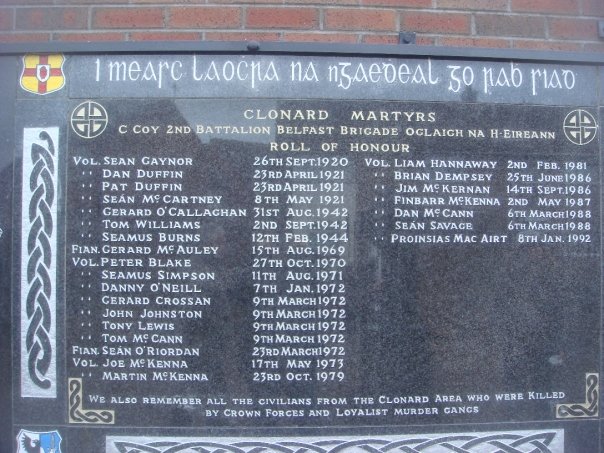 i measc laochra na ngaedeal go rab siad
CLONARD MARTYRS
C COY 2ND BATTALION BELFAST BRIGADE OGLAIGH NA H-EIREANN
ROLL OF HONOUR
VOL. SEAN GAYNOR 26TH SEPT. 1920
" DAN DUFFIN 23RD APRIL 1921
" PAT DUFFIN 23RD APRIL 1921
" SEÁN MCCARTNEY 8TH MAY 1921
" GERARD O'CALLAGHAN 31ST AUG. 1942
" TOM WILLIAMS 2ND SEPT. 1942
" SEAMUS BURNS 12TH FEB. 1944
FIAN. GERARD MCAULEY 15TH AUG. 1969
VOL. PETER BLAKE 27TH OCT. 1970
" SEAMUS SIMPSON 11TH AUG. 1971
" DANNY O'NEILL 7TH JAN. 1972
" GERARD CROSSAN 9TH MARCH 1972
" JOHN JOHNSTON 9TH MARCH 1972
" TONY LEWIS 9TH MARCH 1972
" TOM MCCANN 9TH MARCH 1972
FIAN. SEÁN O'RIORDAN 23RD MARCH 1972
VOL. JOE MCKENNA 17TH MAY 1973
" MARTIN MCKENNA 23RD OCT. 1979
VOL. LIAM HANNAWAY 2ND FEB. 1981
" BRIAN DEMPSEY 25TH JUNE 1986
" JIM MCKERNAN 14TH SEPT. 1986
" FINBARR MCKENNA 2ND MAY 1987
" DAN MCCANN 6TH MARCH 1988
" SEÁN SAVAGE 6TH MARCH 1988
" PROINSIAS MAC AIRT 8TH JAN. 1992
WE ALSO REMEMBER ALL THE CIVILIANS FROM THE CLONARD AREA WHO WERE KILLED
BY CROWN FORCES AND LOYALIST MURDER GANGS